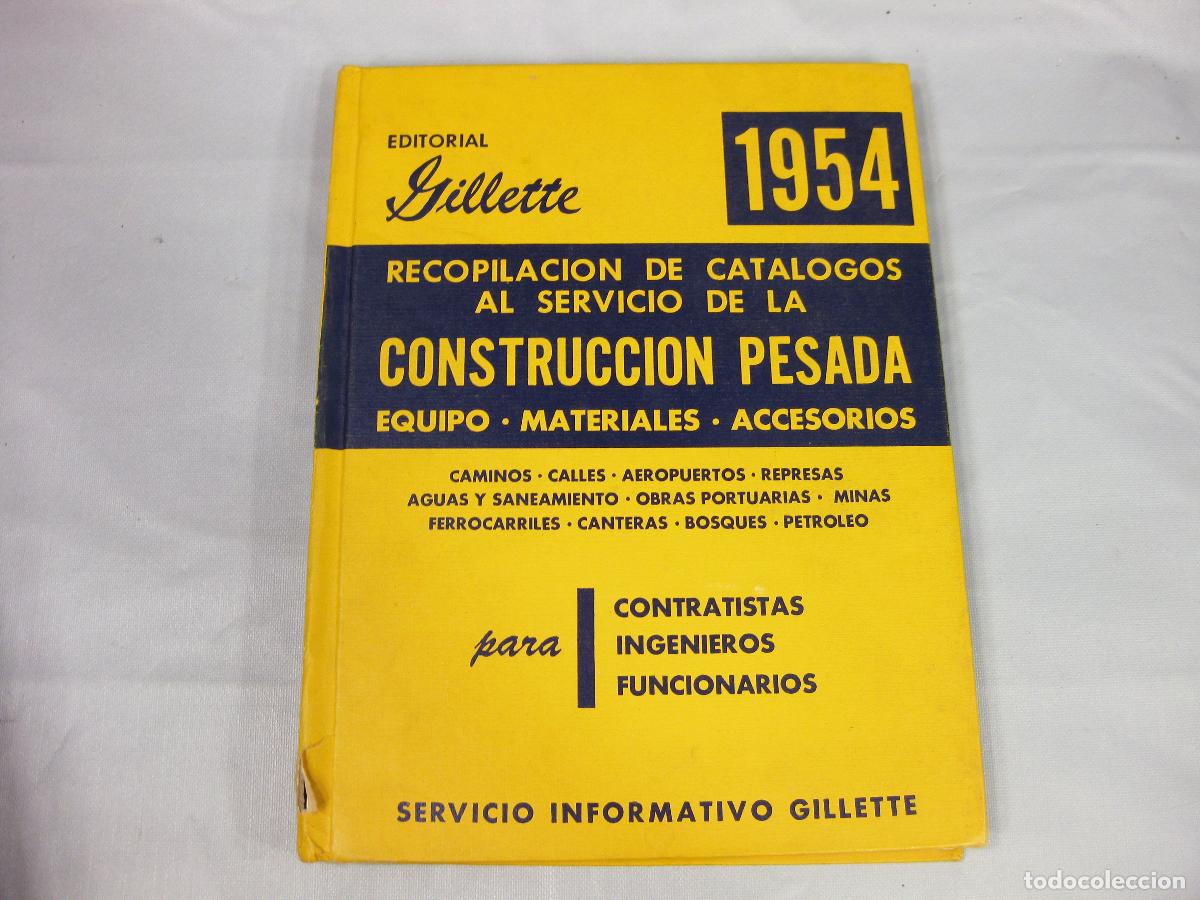 EDITORIAL
Gillette
1954
RECOPILACION DE CATALOGOS
AL SERVICIO DE LA
CONSTRUCCION PESADA
EQUIPO · MATERIALES · ACCESORIOS
CAMINOS · CALLES · AEROPUERTOS · REPRESAS
AGUAS Y SANEAMIENTO · OBRAS PORTUARIAS · MINAS
FERROCARRILES · CANTERAS · BOSQUES · PETROLEO
para
CONTRATISTAS
INGENIEROS
FUNCIONARIOS
SERVICIO INFORMATIVO GILLETTE
todocoleccion